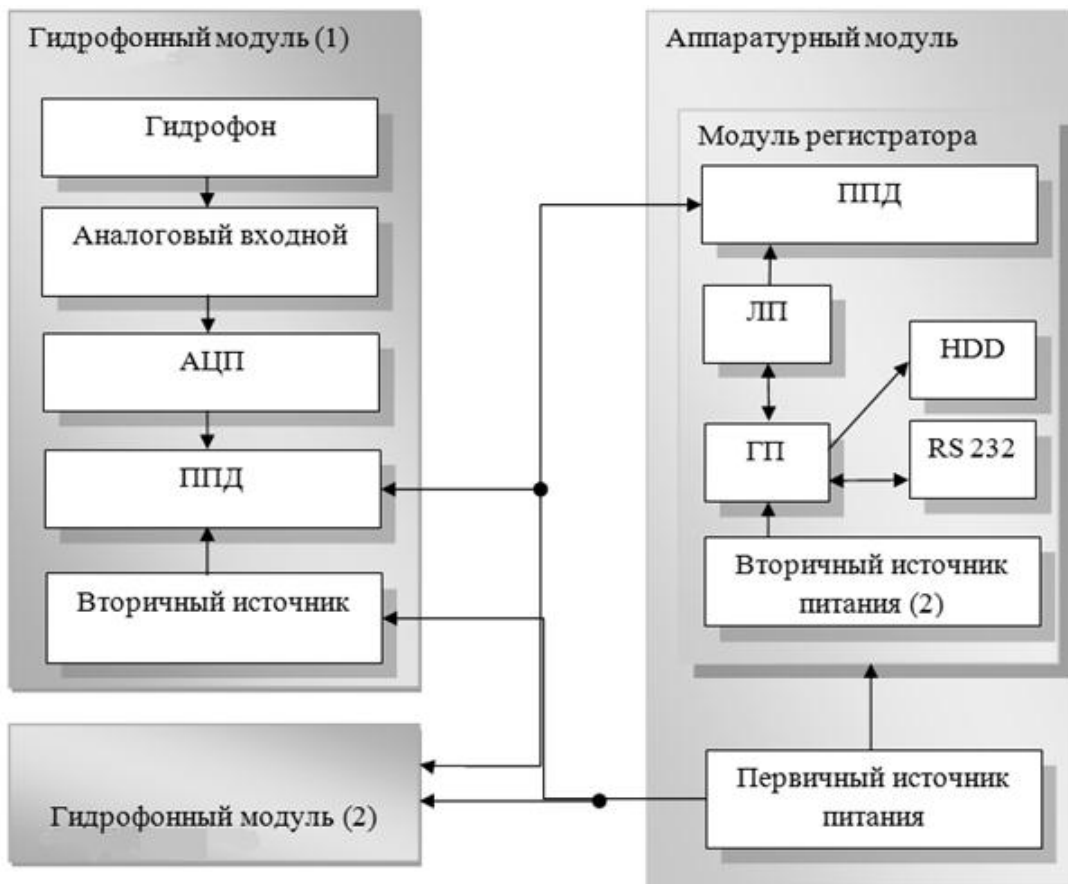 Гидрофонный модуль (1)
Гидрофон
Аналоговый входной
АЦП
ППД
Вторичный источник
Гидрофонный модуль (2)
Аппаратурный модуль
Модуль регистратора
ППД
ЛП
HDD
ГП
RS 232
Вторичный источник
питания (2)
Первичный источник
питания